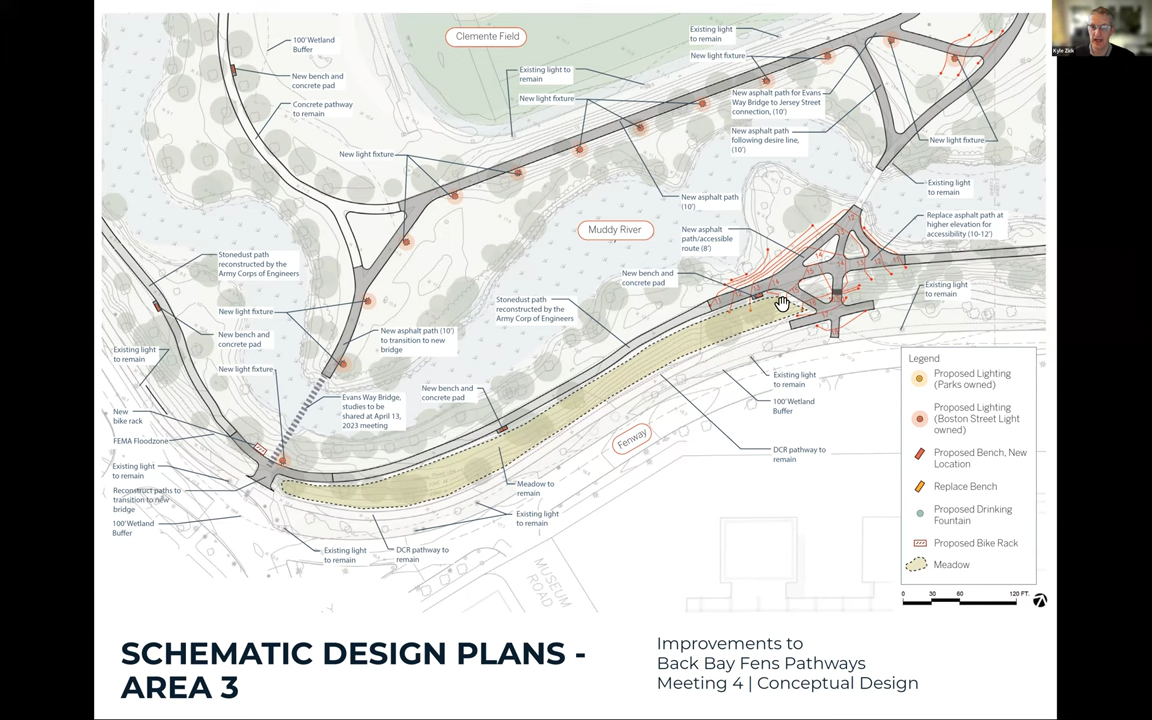 Clemente Field
Kyle Zick
100' Wetland
Buffer
New bench and
concrete pad
Concrete pathway
to remain
Existing light to
remain
New light fixture
Existing light
to remain
New light fixture
New asphalt path for Evans
Way Bridge to Jersey Street
connection, (10')
New asphalt path
following desire line,
(10')
New light fixture
New light fixture
Existing light
to remain
New asphalt path
(10')
Muddy River
New asphalt
path/accessible
route (8')
Replace asphalt path at
higher elevation for
accessibility (10-12')
New bench and
concrete pad
Existing light
to remain
Stonedust path
reconstructed by the
Army Corps of Engineers
New light fixture
Stonedust path
reconstructed by the
Army Corp of Engineers
New bench and
concrete pad
New asphalt path (10')
to transition to new
bridge
Existing light
to remain
New light fixture
New bench and
concrete pad
Evans Way Bridge,
studies to be
shared at April 13,
2023 meeting
Existing light
to remain
100' Wetland
Buffer
New
bike rack
FEMA Floodzone
Fenway
DCR pathway to
remain
Existing light
to remain
Reconstruct paths to
transition to new
bridge
100' Wetland
Buffer
Meadow to
remain
Existing light
to remain
Existing light
to remain
DCR pathway to
remain
MUSEUM
ROAD
Legend
Proposed Lighting
(Parks owned)
Proposed Lighting
(Boston Street Light
owned)
Proposed Bench, New
Location
Replace Bench
Proposed Drinking
Fountain
Proposed Bike Rack
Meadow
0 30 60 120 FT.
SCHEMATIC DESIGN PLANS -
AREA 3
Improvements to
Back Bay Fens Pathways
Meeting 4 | Conceptual Design